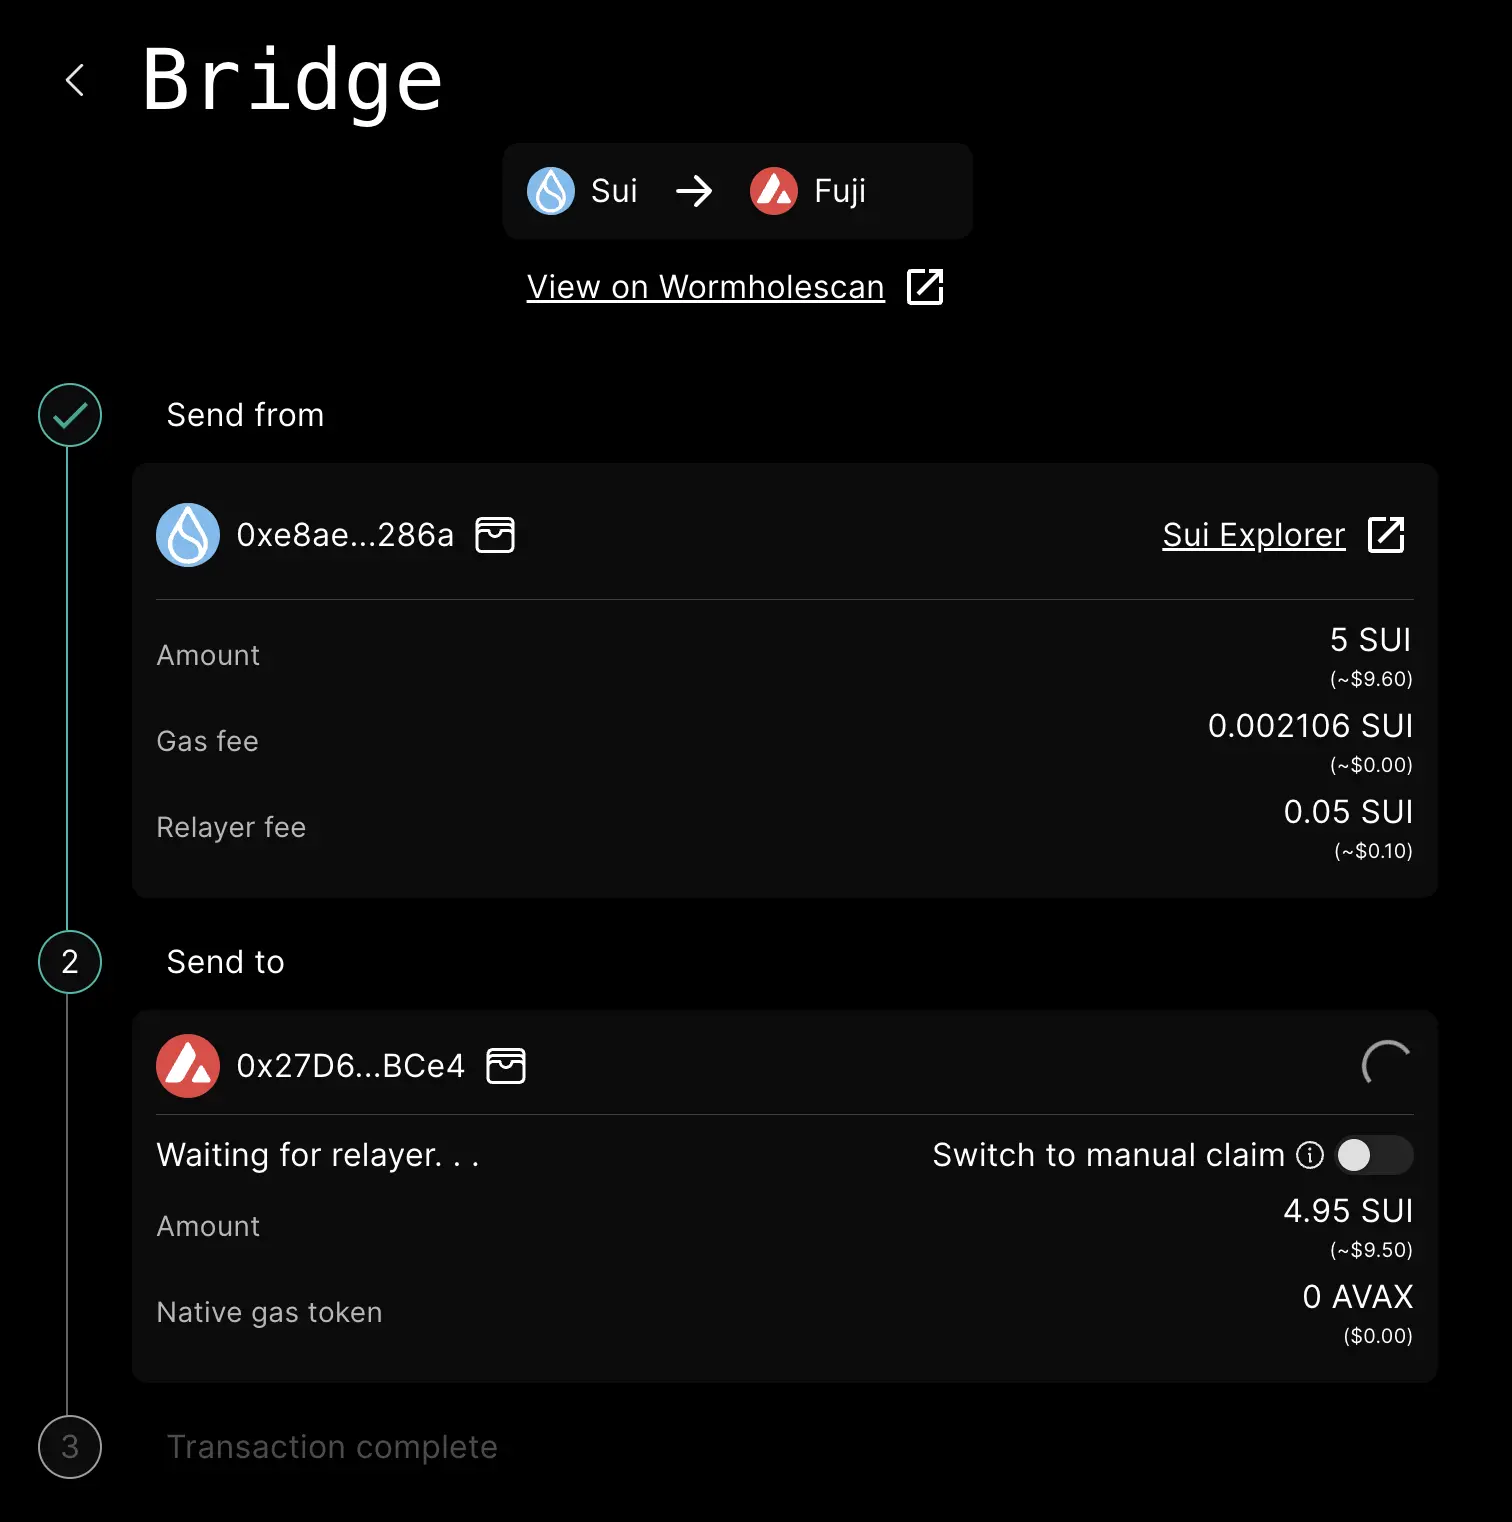 Bridge
Sui → Fuji
View on Wormholescan
Send from
0xe8ae...286a
Sui Explorer
Amount
5 SUI
(~$9.60)
Gas fee
0.002106 SUI
(~$0.00)
Relayer fee
0.05 SUI
(~$0.10)
2
Send to
0x27D6...BCe4
Waiting for relayer. . .
Switch to manual claim
Amount
4.95 SUI
(~$9.50)
Native gas token
0 AVAX
($0.00)
3
Transaction complete